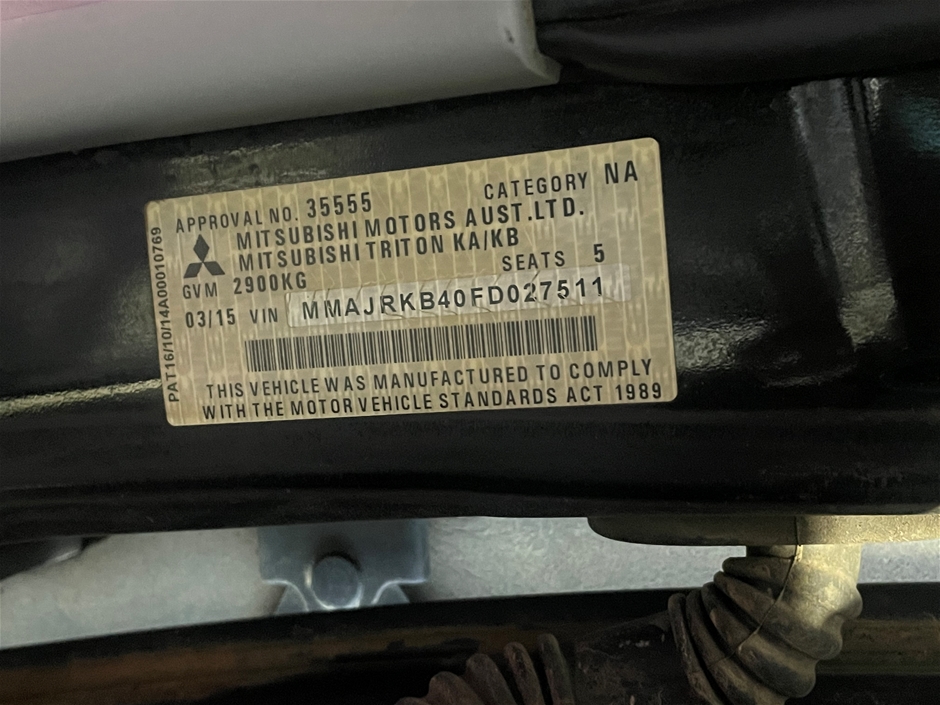 APPROVAL NO. 35555 CATEGORY NA
MITSUBISHI MOTORS AUST.LTD.
MITSUBISHI TRITON KA/KB
GVM 2900KG SEATS 5
03/15 VIN MMAJRKB40FD027511
THIS VEHICLE WAS MANUFACTURED TO COMPLY
WITH THE MOTOR VEHICLE STANDARDS ACT 1989
PAT16/10/14A00010769